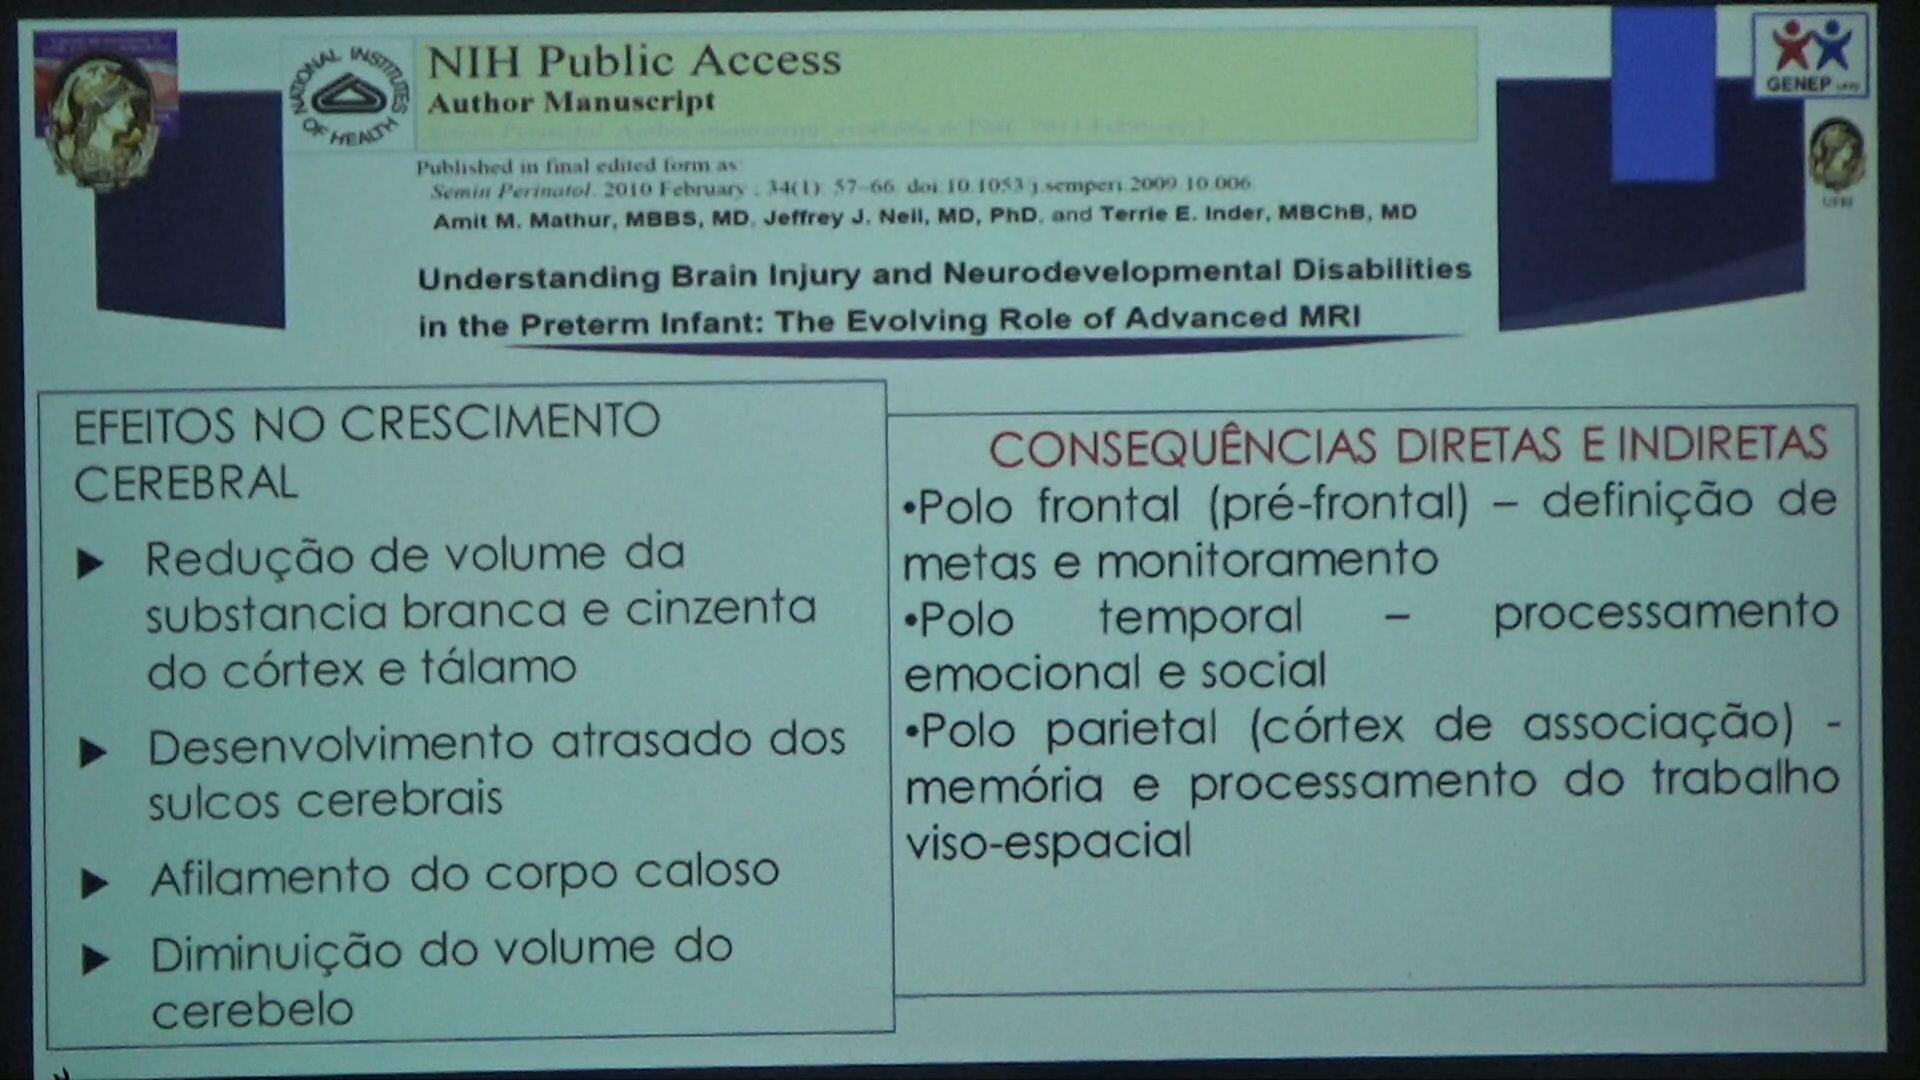 NATIONAL INSTITUTES
OF HEALTH
NIH Public Access
Author Manuscript
Published in final edited form as:
Semin Perinatol. 2010 February ; 34(1): 57–66. doi:10.1053/j.semperi.2009.10.006.
Amit M. Mathur, MBBS, MD, Jeffrey J. Neil, MD, PhD, and Terrie E. Inder, MBChB, MD
Understanding Brain Injury and Neurodevelopmental Disabilities
in the Preterm Infant: The Evolving Role of Advanced MRI
GENEP
UFRJ
EFEITOS NO CRESCIMENTO
CEREBRAL
Redução de volume da
substancia branca e cinzenta
do córtex e tálamo
Desenvolvimento atrasado dos
sulcos cerebrais
Afilamento do corpo caloso
Diminuição do volume do
cerebelo
CONSEQUÊNCIAS DIRETAS E INDIRETAS
•Polo frontal (pré-frontal) – definição de
metas e monitoramento
•Polo temporal – processamento
emocional e social
•Polo parietal (córtex de associação) -
memória e processamento do trabalho
viso-espacial